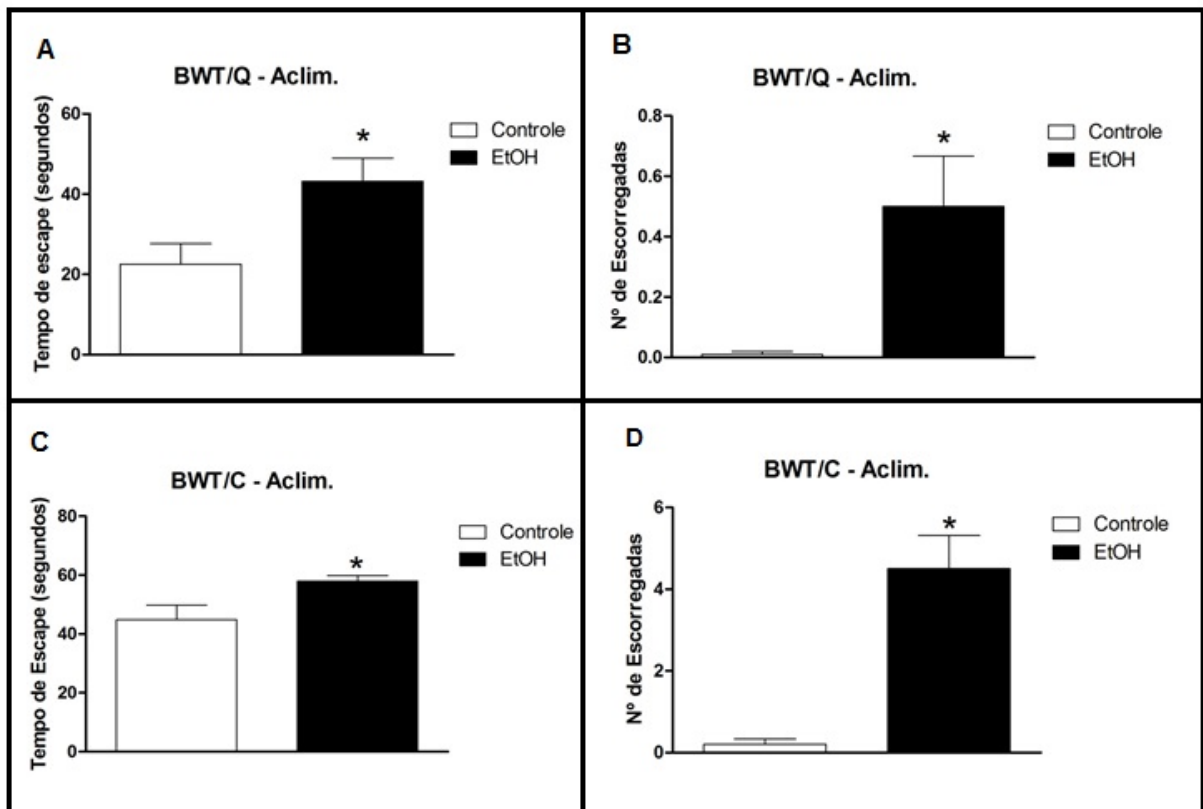 A
BWT/Q - Aclim.
Tempo de escape (segundos)
60
40
20
0
*
Controle
EtOH
B
BWT/Q - Aclim.
Nº de Escorregadas
0.8
0.6
0.4
0.2
0.0
*
Controle
EtOH
C
BWT/C - Aclim.
Tempo de Escape (segundos)
80
60
40
20
0
*
Controle
EtOH
D
BWT/C - Aclim.
Nº de Escorregadas
6
4
2
0
*
Controle
EtOH